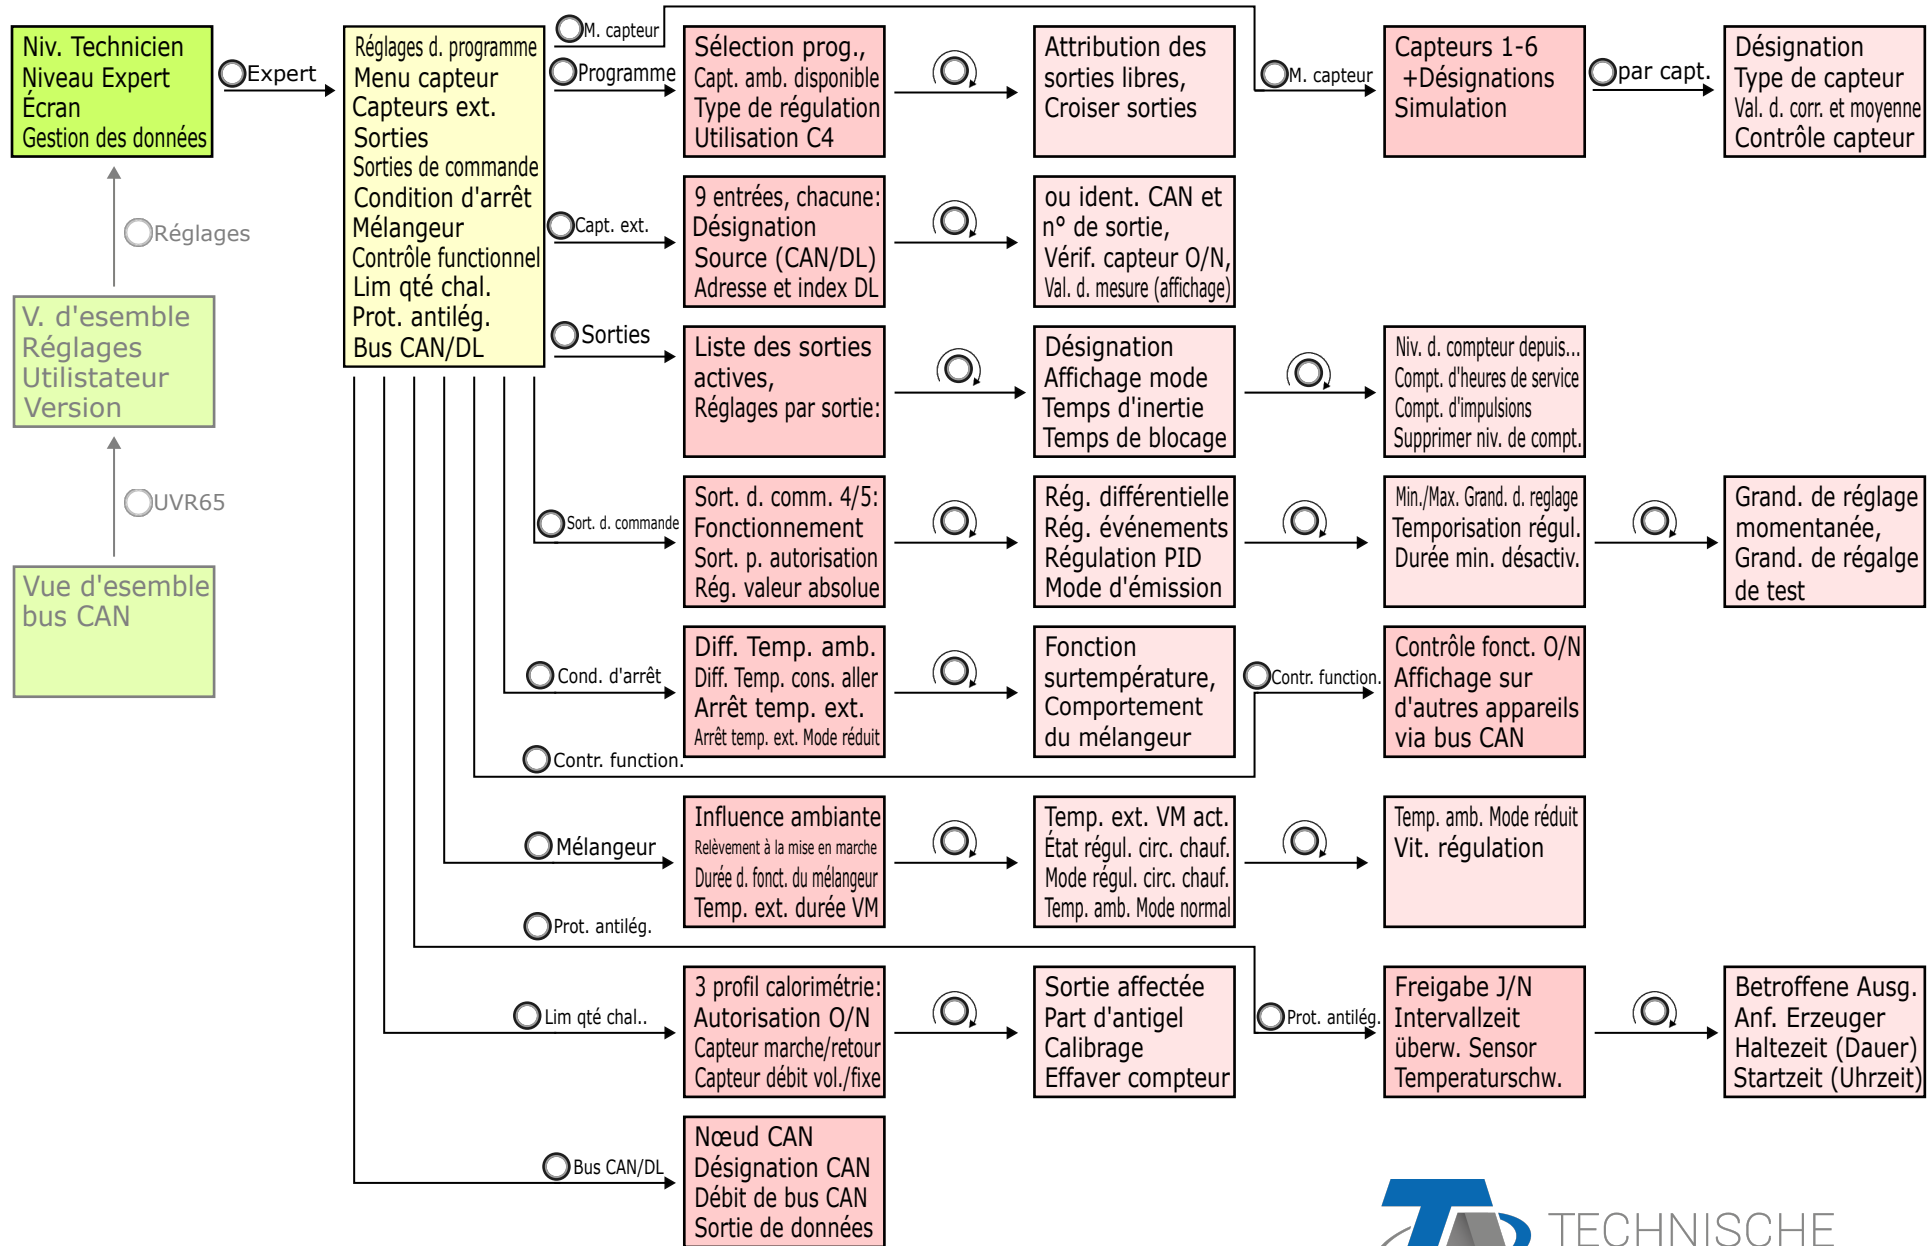 Niv. Technicien
Niveau Expert
Écran
Gestion des données
Expert
Réglages
V. d'esemble
Réglages
Utilistateur
Version
UVR65
Vue d'esemble
bus CAN
Réglages d. programme
Menu capteur
Capteurs ext.
Sorties
Sorties de commande
Condition d'arrêt
Mélangeur
Contrôle functionnel
Lim qté chal.
Prot. antilég.
Bus CAN/DL
M. capteur
Programme
Sélection prog.,
Capt. amb. disponible
Type de régulation
Utilisation C4
Attribution des
sorties libres,
Croiser sorties
M. capteur
Capteurs 1-6
+Désignations
Simulation
par capt.
Désignation
Type de capteur
Val. d. corr. et moyenne
Contrôle capteur
Capt. ext.
9 entrées, chacune:
Désignation
Source (CAN/DL)
Adresse et index DL
ou ident. CAN et
n° de sortie,
Vérif. capteur O/N,
Val. d. mesure (affichage)
Sorties
Liste des sorties
actives,
Réglages par sortie:
Désignation
Affichage mode
Temps d'inertie
Temps de blocage
Niv. d. compteur depuis...
Compt. d'heures de service
Compt. d'impulsions
Supprimer niv. de compt.
Sort. d. commande
Sort. d. comm. 4/5:
Fonctionnement
Sort. p. autorisation
Rég. valeur absolue
Rég. différentielle
Rég. événements
Régulation PID
Mode d'émission
Min./Max. Grand. d. reglage
Temporisation régul.
Durée min. désactiv.
Grand. de réglage
momentanée,
Grand. de régalge
de test
Cond. d'arrêt
Diff. Temp. amb.
Diff. Temp. cons. aller
Arrêt temp. ext.
Arrêt temp. ext. Mode réduit
Fonction
surtempérature,
Comportement
du mélangeur
Contr. function.
Contrôle fonct. O/N
Affichage sur
d'autres appareils
via bus CAN
Contr. function.
Mélangeur
Influence ambiante
Relèvement à la mise en marche
Durée d. fonct. du mélangeur
Temp. ext. durée VM
Temp. ext. VM act.
État régul. circ. chauf.
Mode régul. circ. chauf.
Temp. amb. Mode normal
Temp. amb. Mode réduit
Vit. régulation
Prot. antilég.
Lim qté chal..
3 profil calorimétrie:
Autorisation O/N
Capteur marche/retour
Capteur débit vol./fixe
Sortie affectée
Part d'antigel
Calibrage
Effaver compteur
Prot. antilég.
Freigabe J/N
Intervallzeit
überw. Sensor
Temperaturschw.
Betroffene Ausg.
Anf. Erzeuger
Haltezeit (Dauer)
Startzeit (Uhrzeit)
Bus CAN/DL
Nœud CAN
Désignation CAN
Débit de bus CAN
Sortie de données
TECHNISCHE